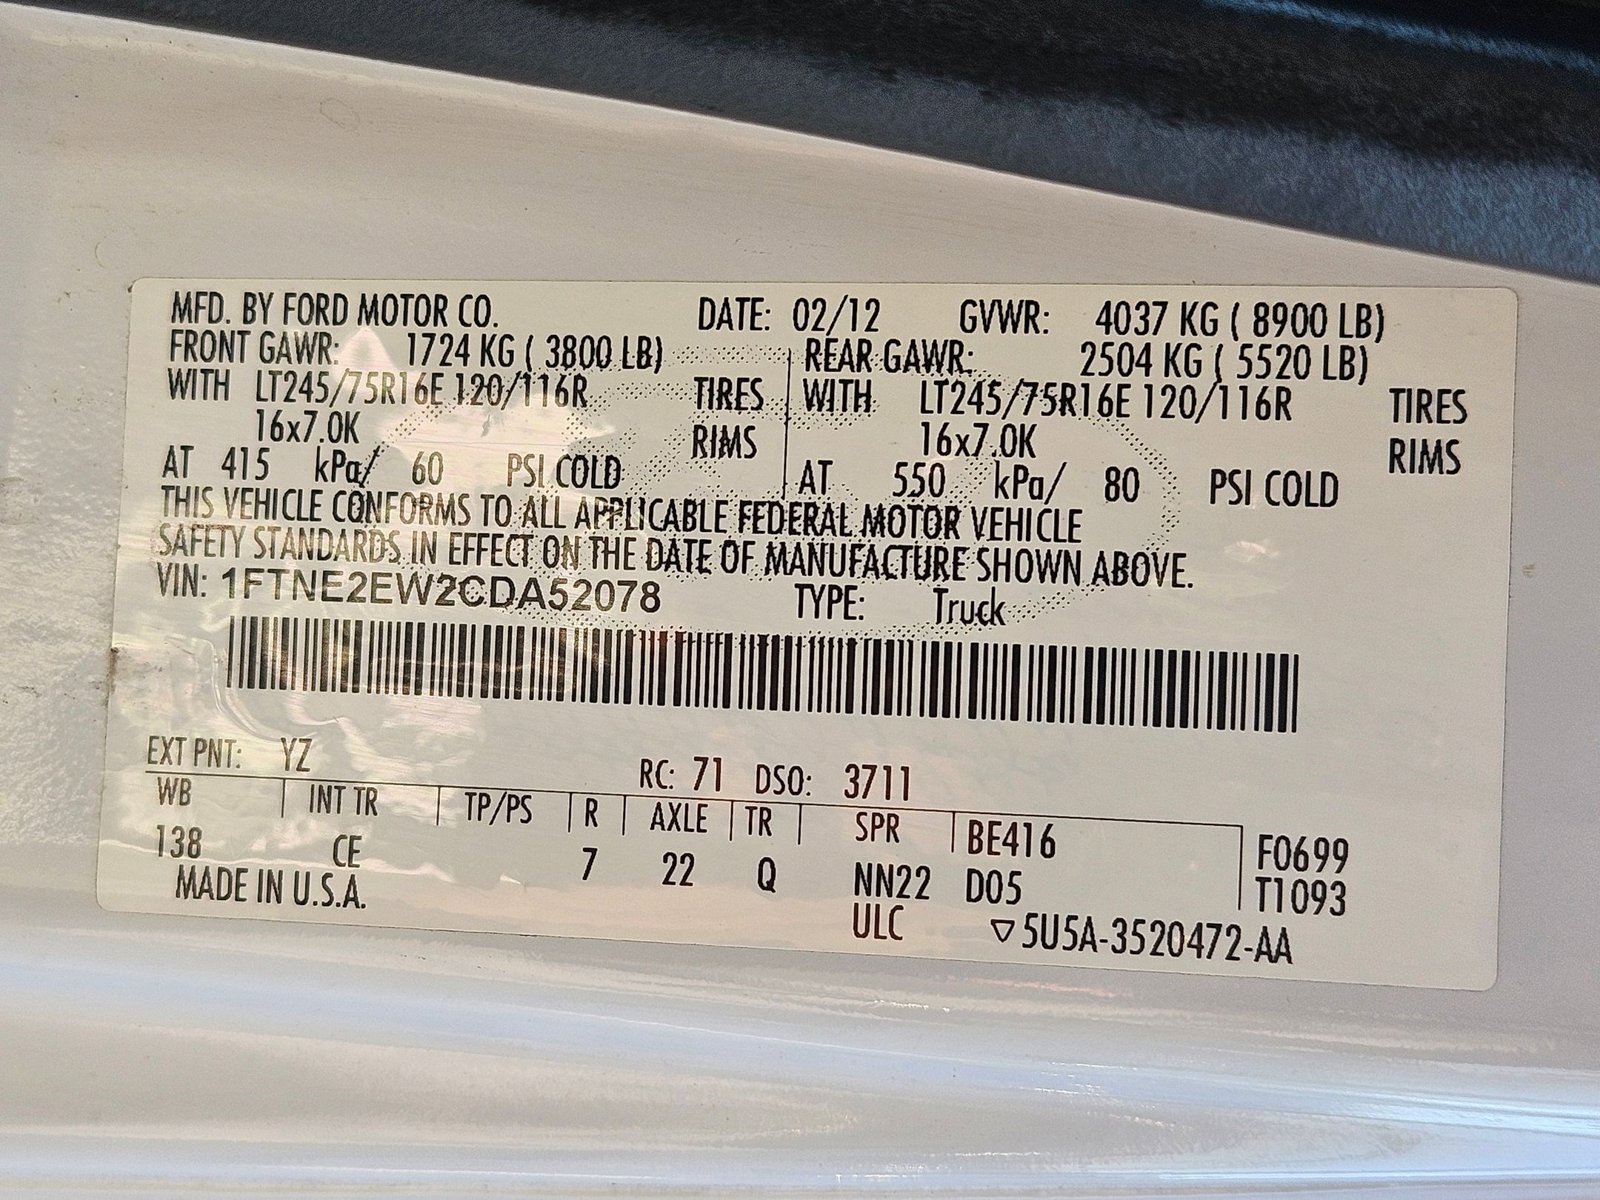 MFD. BY FORD MOTOR CO. DATE: 02/12 GVWR: 4037 KG ( 8900 LB)
FRONT GAWR: 1724 KG ( 3800 LB) REAR GAWR: 2504 KG ( 5520 LB)
WITH LT245/75R16E 120/116R TIRES WITH LT245/75R16E 120/116R TIRES
16x7.0K RIMS 16x7.0K RIMS
AT 415 kPa/ 60 PSI COLD AT 550 kPa/ 80 PSI COLD
THIS VEHICLE CONFORMS TO ALL APPLICABLE FEDERAL MOTOR VEHICLE
SAFETY STANDARDS IN EFFECT ON THE DATE OF MANUFACTURE SHOWN ABOVE.
VIN: 1FTNE2EW2CDA52078 TYPE: Truck
EXT PNT: YZ RC: 71 DSO: 3711
WB INT TR TP/PS R AXLE TR SPR BE416 F0699
138 CE 7 22 Q NN22 D05 T1093
MADE IN U.S.A. ULC ▽5U5A-3520472-AA